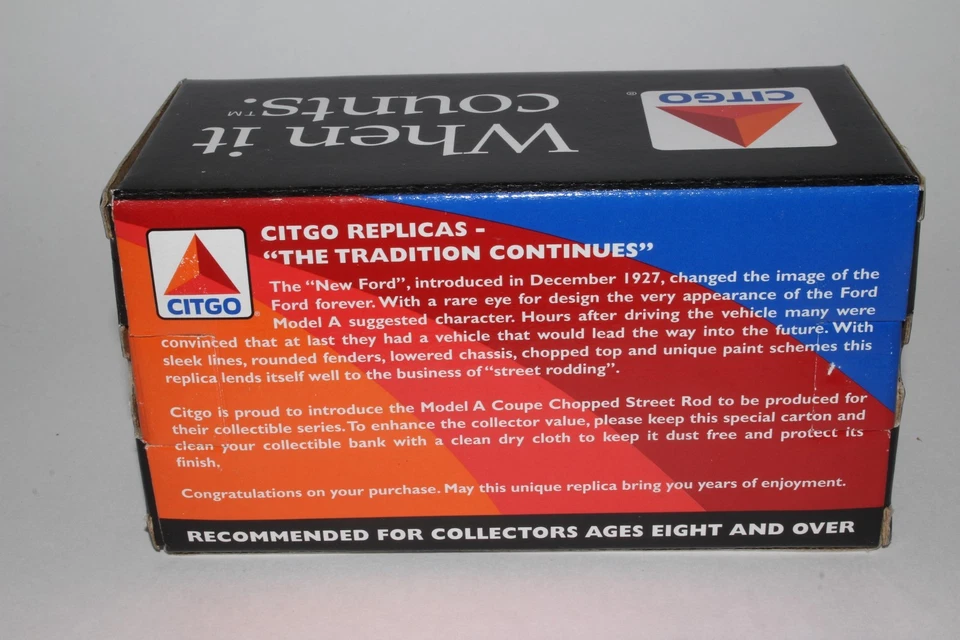 When it
counts.™
CITGO
®
CITGO
CITGO REPLICAS -
“THE TRADITION CONTINUES”
The “New Ford”, introduced in December 1927, changed the image of the
Ford forever. With a rare eye for design the very appearance of the Ford
Model A suggested character. Hours after driving the vehicle many were
convinced that at last they had a vehicle that would lead the way into the future. With
sleek lines, rounded fenders, lowered chassis, chopped top and unique paint schemes this
replica lends itself well to the business of “street rodding”.
Citgo is proud to introduce the Model A Coupe Chopped Street Rod to be produced for
their collectible series. To enhance the collector value, please keep this special carton and
clean your collectible bank with a clean dry cloth to keep it dust free and protect its
finish.
Congratulations on your purchase. May this unique replica bring you years of enjoyment.
RECOMMENDED FOR COLLECTORS AGES EIGHT AND OVER